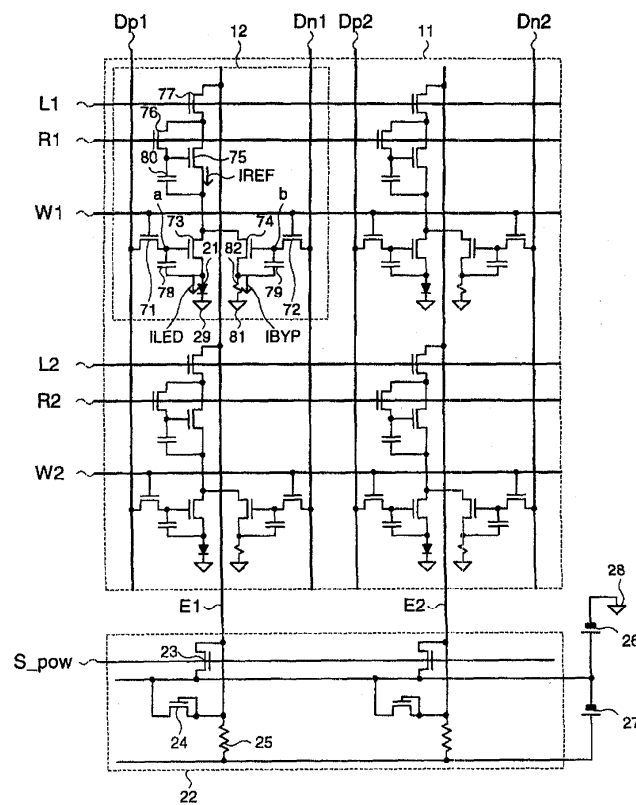 Dp1 12 Dn1 Dp2 11 Dn2
77
L1
76
R1
80 75
IREF
a b
W1
73 74
21 82
78 79
71 72
ILED 29 81 IBYP
L2
R2
W2
E1 E2
28
26
S_pow 23
27
24 25
22